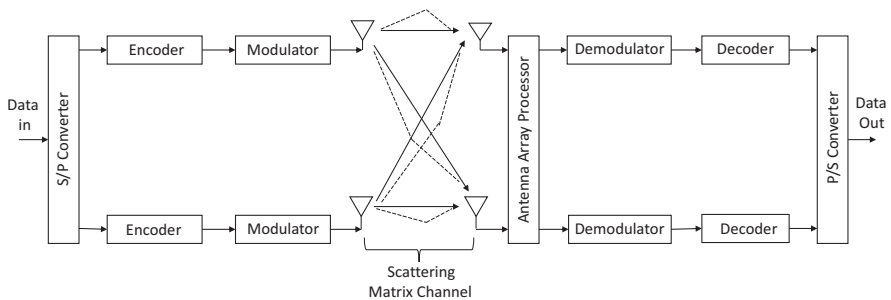 Data
in
S/P Converter
Encoder
Modulator
Encoder
Modulator
Scattering
Matrix Channel
Antenna Array Processor
Demodulator
Decoder
Demodulator
Decoder
P/S Converter
Data
Out